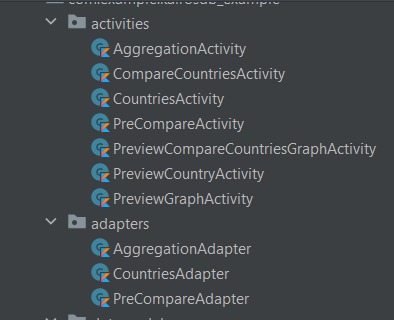 activities
AggregationActivity
CompareCountriesActivity
CountriesActivity
PreCompareActivity
PreviewCompareCountriesGraphActivity
PreviewCountryActivity
PreviewGraphActivity
adapters
AggregationAdapter
CountriesAdapter
PreCompareAdapter